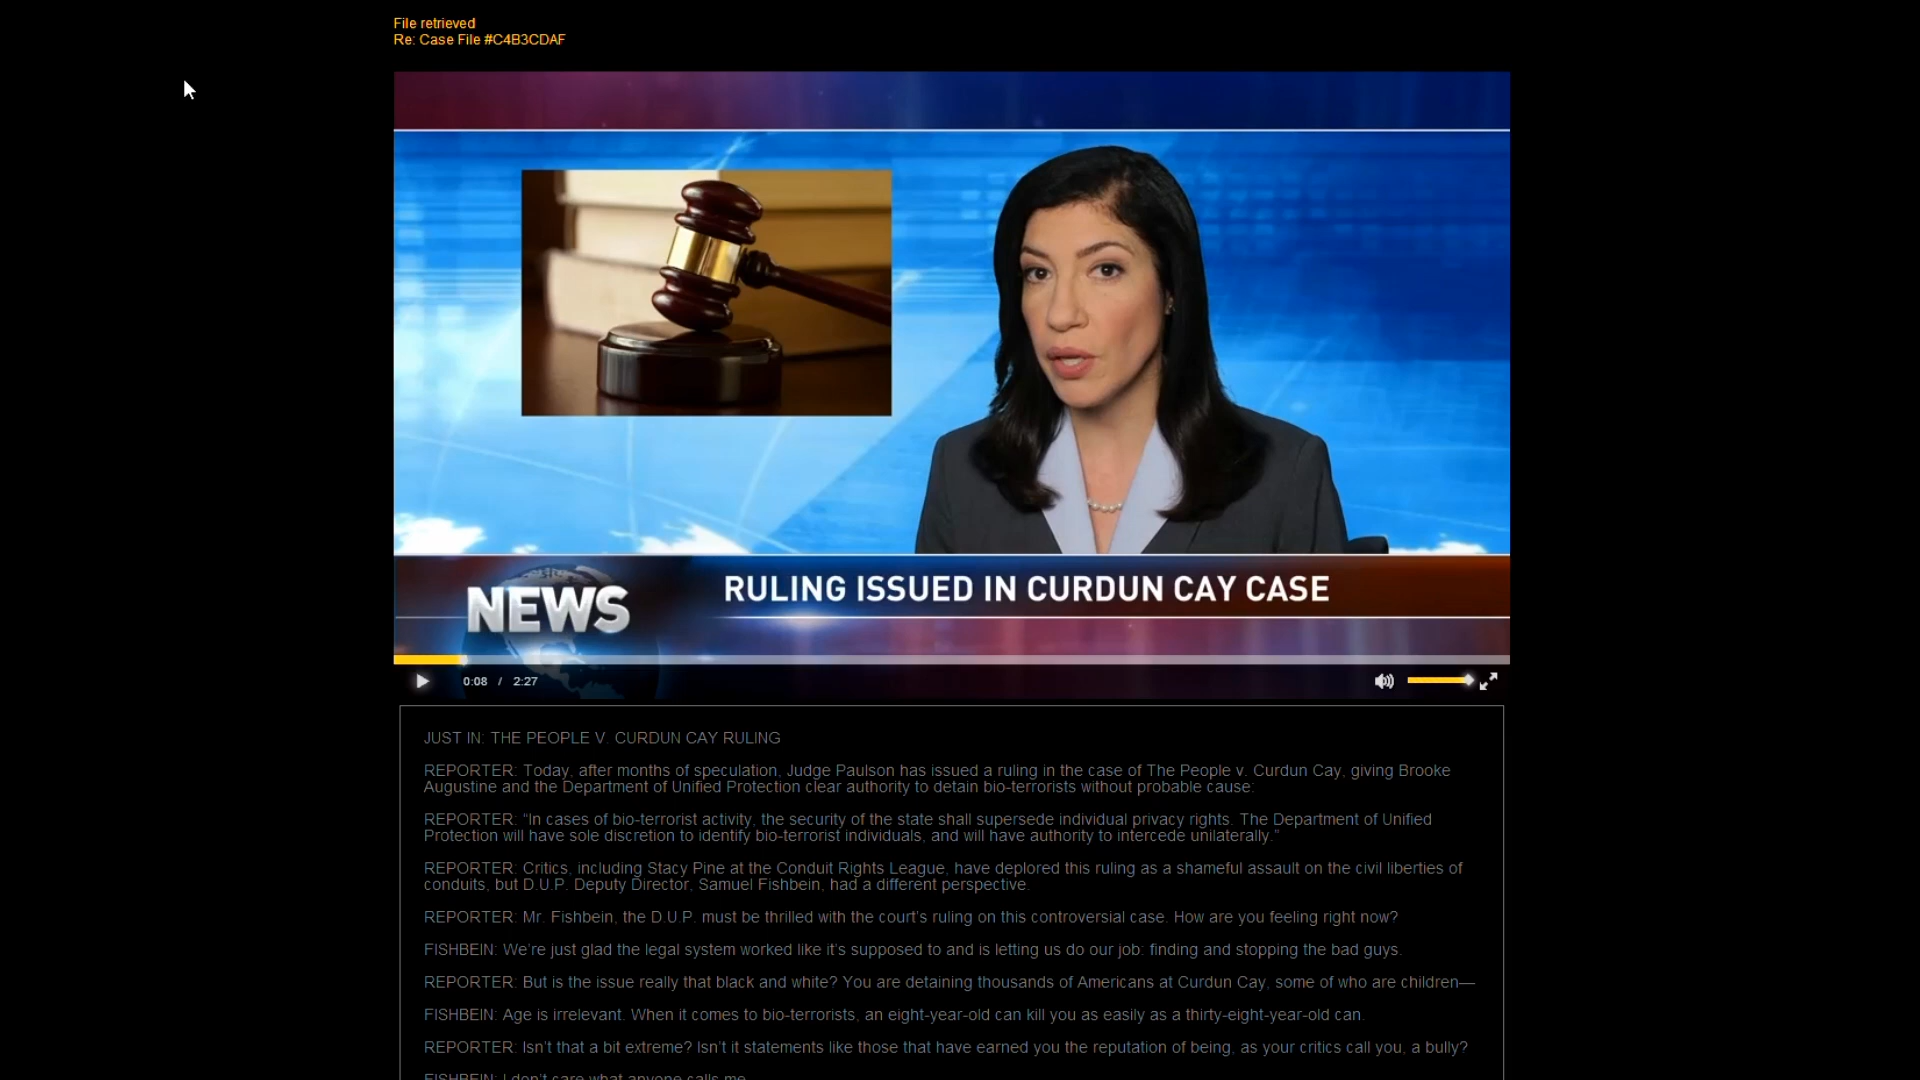 File retrieved
Re: Case File #C4B3CDAF
RULING ISSUED IN CURDUN CAY CASE
NEWS
0:08 / 2:27
JUST IN: THE PEOPLE V. CURDUN CAY RULING
REPORTER: Today, after months of speculation, Judge Paulson has issued a ruling in the case of The People v. Curdun Cay, giving Brooke
Augustine and the Department of Unified Protection clear authority to detain bio-terrorists without probable cause:
REPORTER: “In cases of bio-terrorist activity, the security of the state shall supersede individual privacy rights. The Department of Unified
Protection will have sole discretion to identify bio-terrorist individuals, and will have authority to intercede unilaterally.”
REPORTER: Critics, including Stacy Pine at the Conduit Rights League, have deplored this ruling as a shameful assault on the civil liberties of
conduits, but D.U.P. Deputy Director, Samuel Fishbein, had a different perspective.
REPORTER: Mr. Fishbein, the D.U.P. must be thrilled with the court’s ruling on this controversial case. How are you feeling right now?
FISHBEIN: We’re just glad the legal system worked like it’s supposed to and is letting us do our job: finding and stopping the bad guys.
REPORTER: But is the issue really that black and white? You are detaining thousands of Americans at Curdun Cay, some of who are children—
FISHBEIN: Age is irrelevant. When it comes to bio-terrorists, an eight-year-old can kill you as easily as a thirty-eight-year-old can.
REPORTER: Isn’t that a bit extreme? Isn’t it statements like those that have earned you the reputation of being, as your critics call you, a bully?
FISHBEIN: I don’t care what anyone calls me